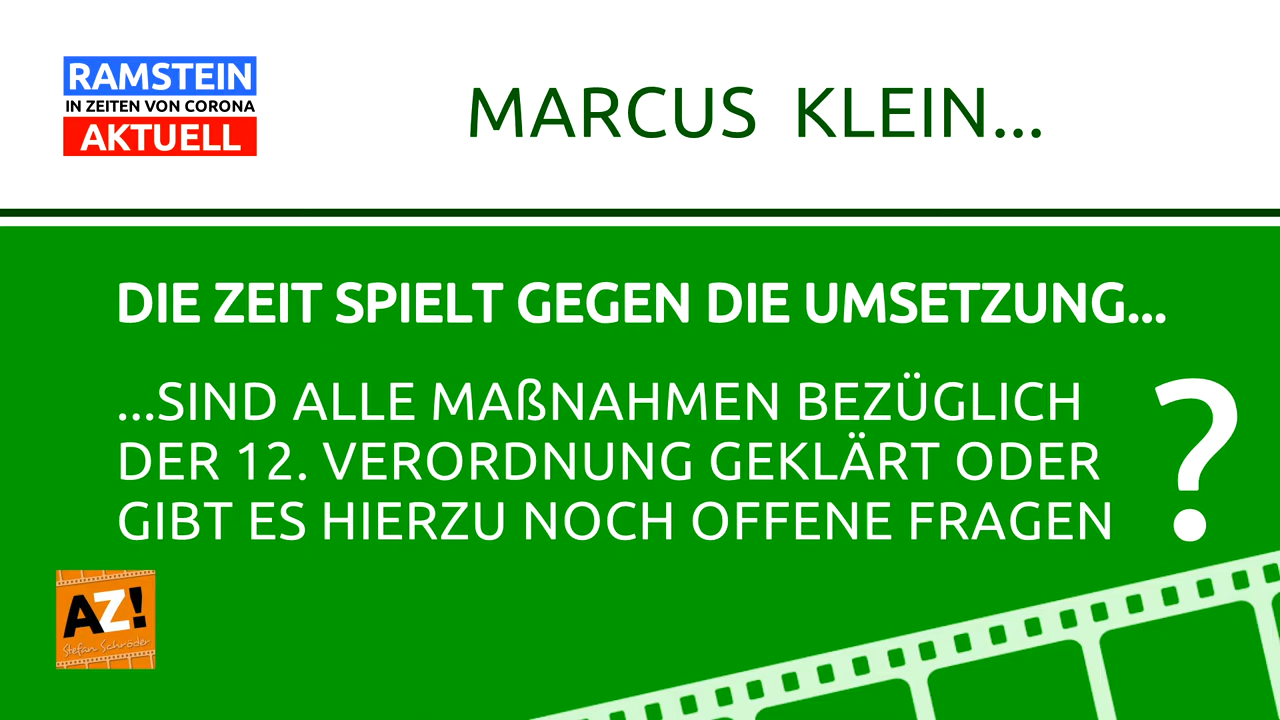 RAMSTEIN
IN ZEITEN VON CORONA
AKTUELL
MARCUS KLEIN...
DIE ZEIT SPIELT GEGEN DIE UMSETZUNG...
...SIND ALLE MAßNAHMEN BEZÜGLICH
DER 12. VERORDNUNG GEKLÄRT ODER
GIBT ES HIERZU NOCH OFFENE FRAGEN
?
AZ!
Stefan Schröder